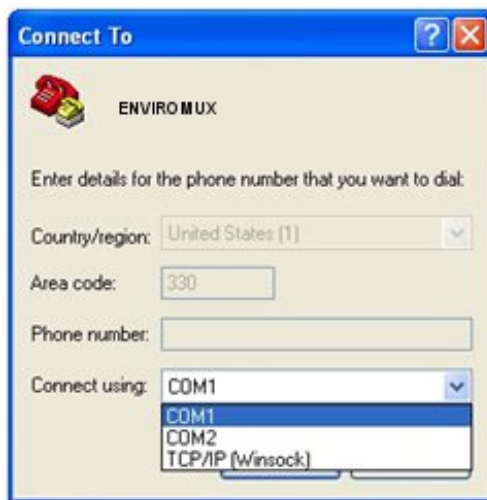 Connect To
ENVIROMUX
Enter details for the phone number that you want to dial:
Country/region: United States (1)
Area code: 330
Phone number:
Connect using: COM1
COM1
COM2
TCP/IP (Winsock)